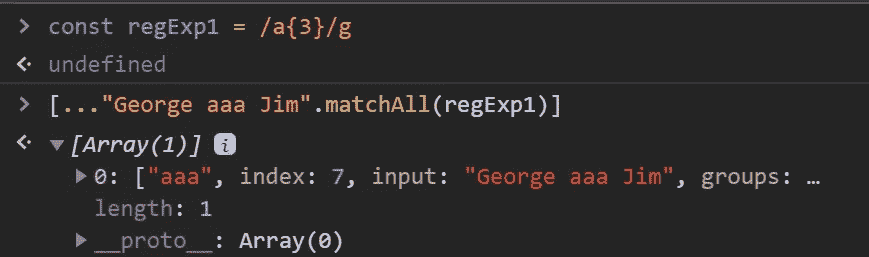 > const regExp1 = /a{3}/g
undefined
> [..."George aaa Jim".matchAll(regExp1)]
[Array(1)] i
0: ["aaa", index: 7, input: "George aaa Jim", groups: …
length: 1
__proto__: Array(0)